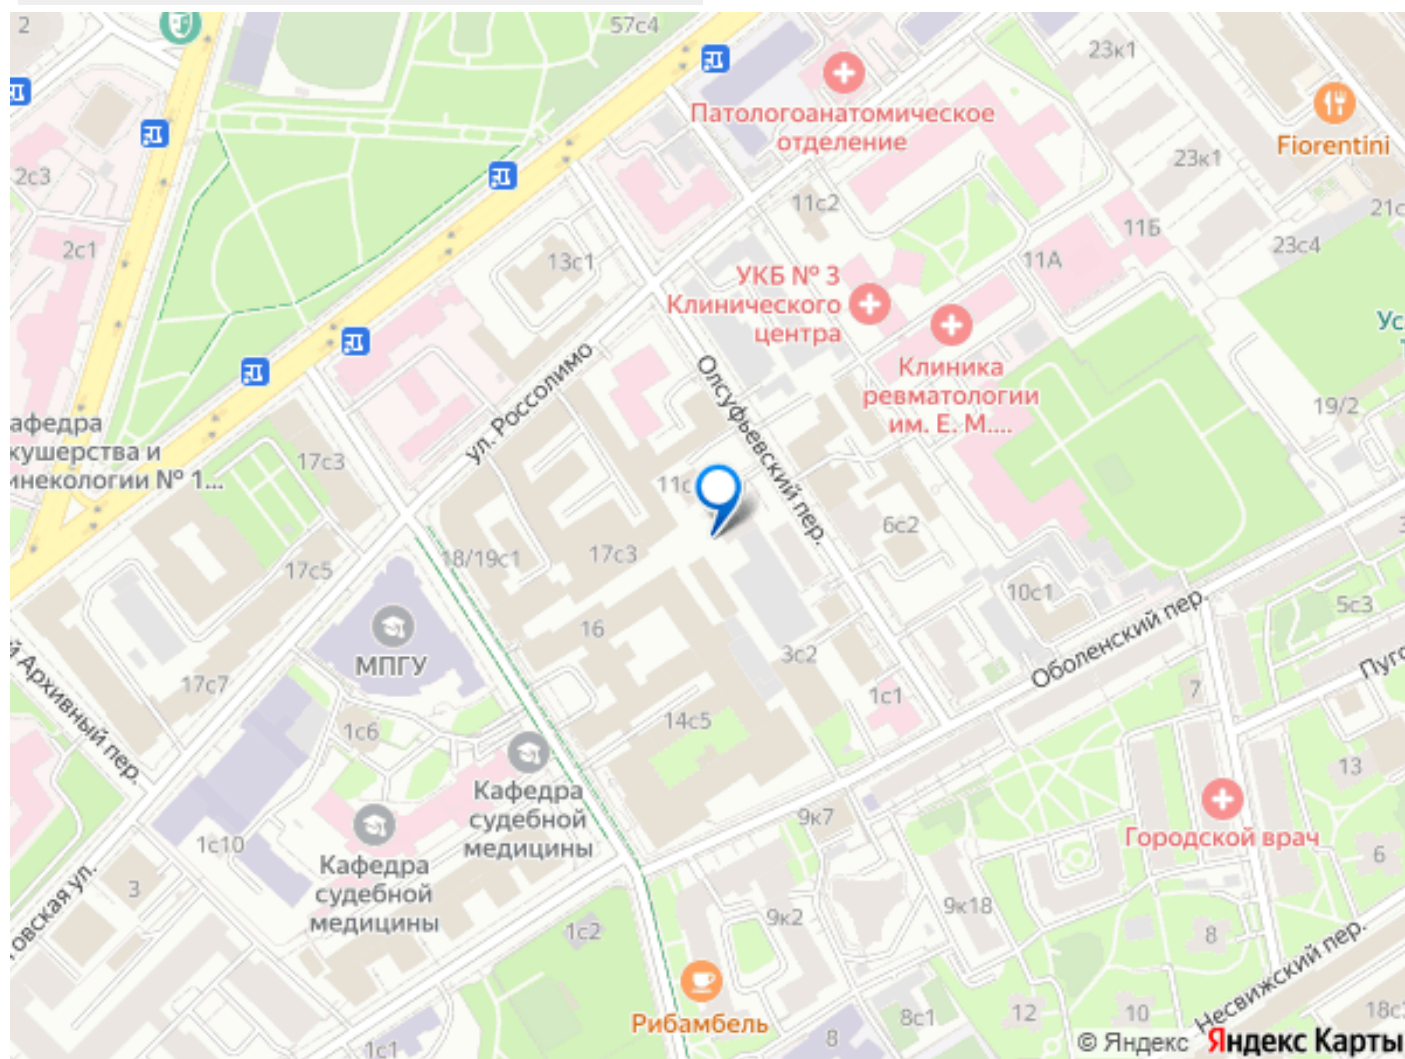 2
57с4
23к1
Патологоанатомическое
отделение
Fiorentini
2с3
23к1
11с2
21с
11Б
2с1
23с4
13с1
11А
УКБ № 3
Клинического
центра
Ус
Клиника
ревматологии
им. Е. М....
ул. Россолимо
Олсуфьевский пер.
19/2
афедра
кушерства и
инекологии № 1...
17с3
11с
6с2
18/19с1
17с3
17с5
10с1
5с3
16
МПГУ
Оболенский пер.
3с2
Пуго
й Архивный пер.
17с7
1с1
7
14с5
1с6
13
Кафедра
судебной
медицины
9к7
Городской врач
1с10
6
Кафедра
судебной
медицины
3
овская ул.
9к18
9к2
1с2
8
Несвижский пер.
12
10
8с1
18с3
Рибамбель
8
1с1
© Яндекс Яндекс Карты